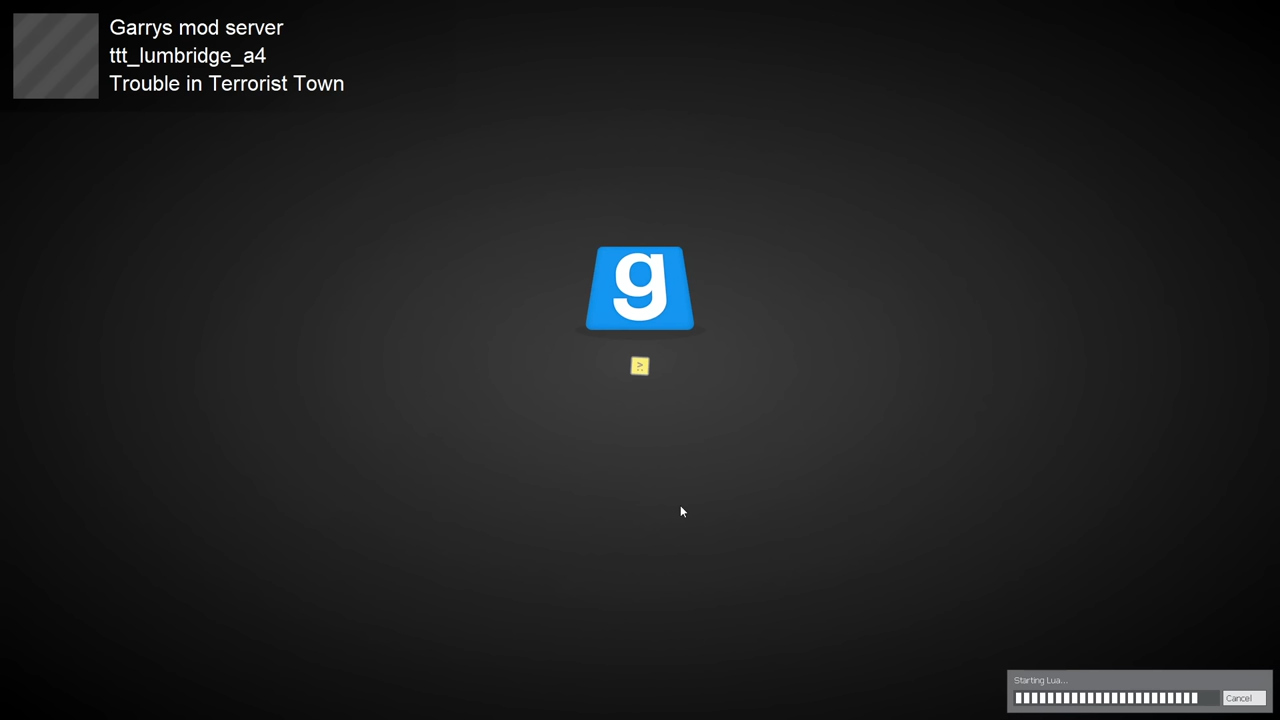 Garrys mod server
ttt_lumbridge_a4
Trouble in Terrorist Town
g
Starting Lua...
Cancel